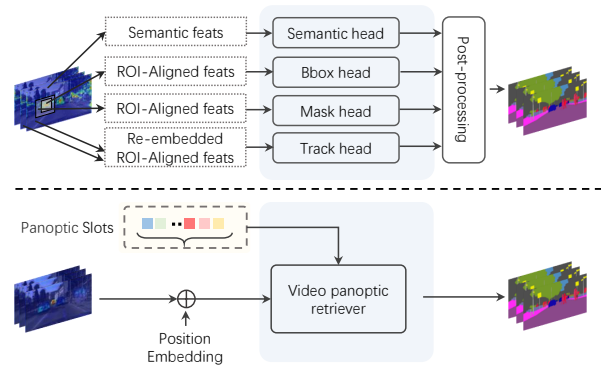 Semantic feats
Semantic head
ROI-Aligned feats
Bbox head
ROI-Aligned feats
Mask head
Re-embedded
ROI-Aligned feats
Track head
Post-processing
Panoptic Slots
Video panoptic
retriever
Position
Embedding